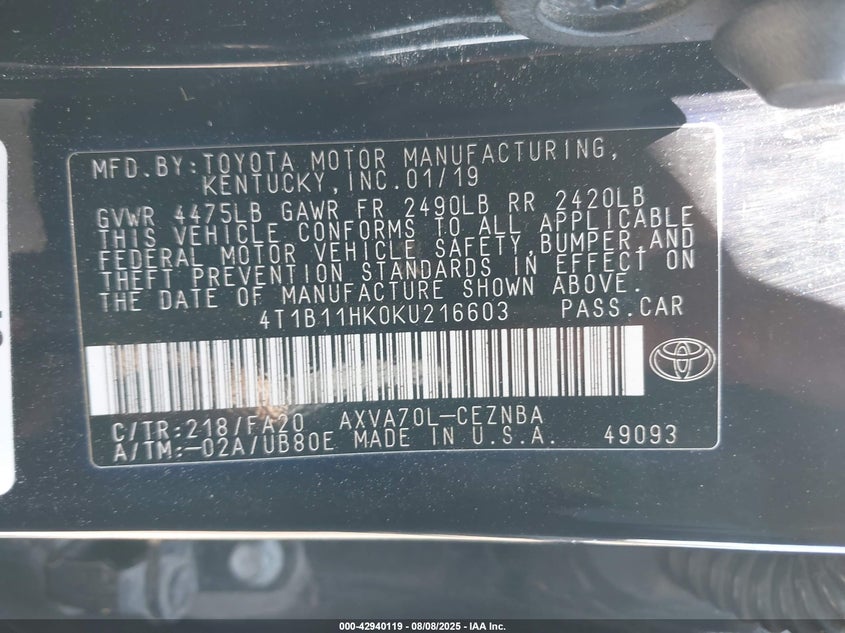 MFD.BY:TOYOTA MOTOR MANUFACTURING,
KENTUCKY,INC.01/19
GVWR 4475LB GAWR FR 2490LB RR 2420LB
THIS VEHICLE CONFORMS TO ALL APPLICABLE
FEDERAL MOTOR VEHICLE SAFETY,BUMPER,AND
THEFT PREVENTION STANDARDS IN EFFECT ON
THE DATE OF MANUFACTURE SHOWN ABOVE.
4T1B11HK0KU216603 PASS.CAR
C/TR:218/FA20 AXVA70L-CEZNBA
A/TM:-02A/UB80E MADE IN U.S.A. 49093
000-42940119 - 08/08/2025 - IAA Inc.